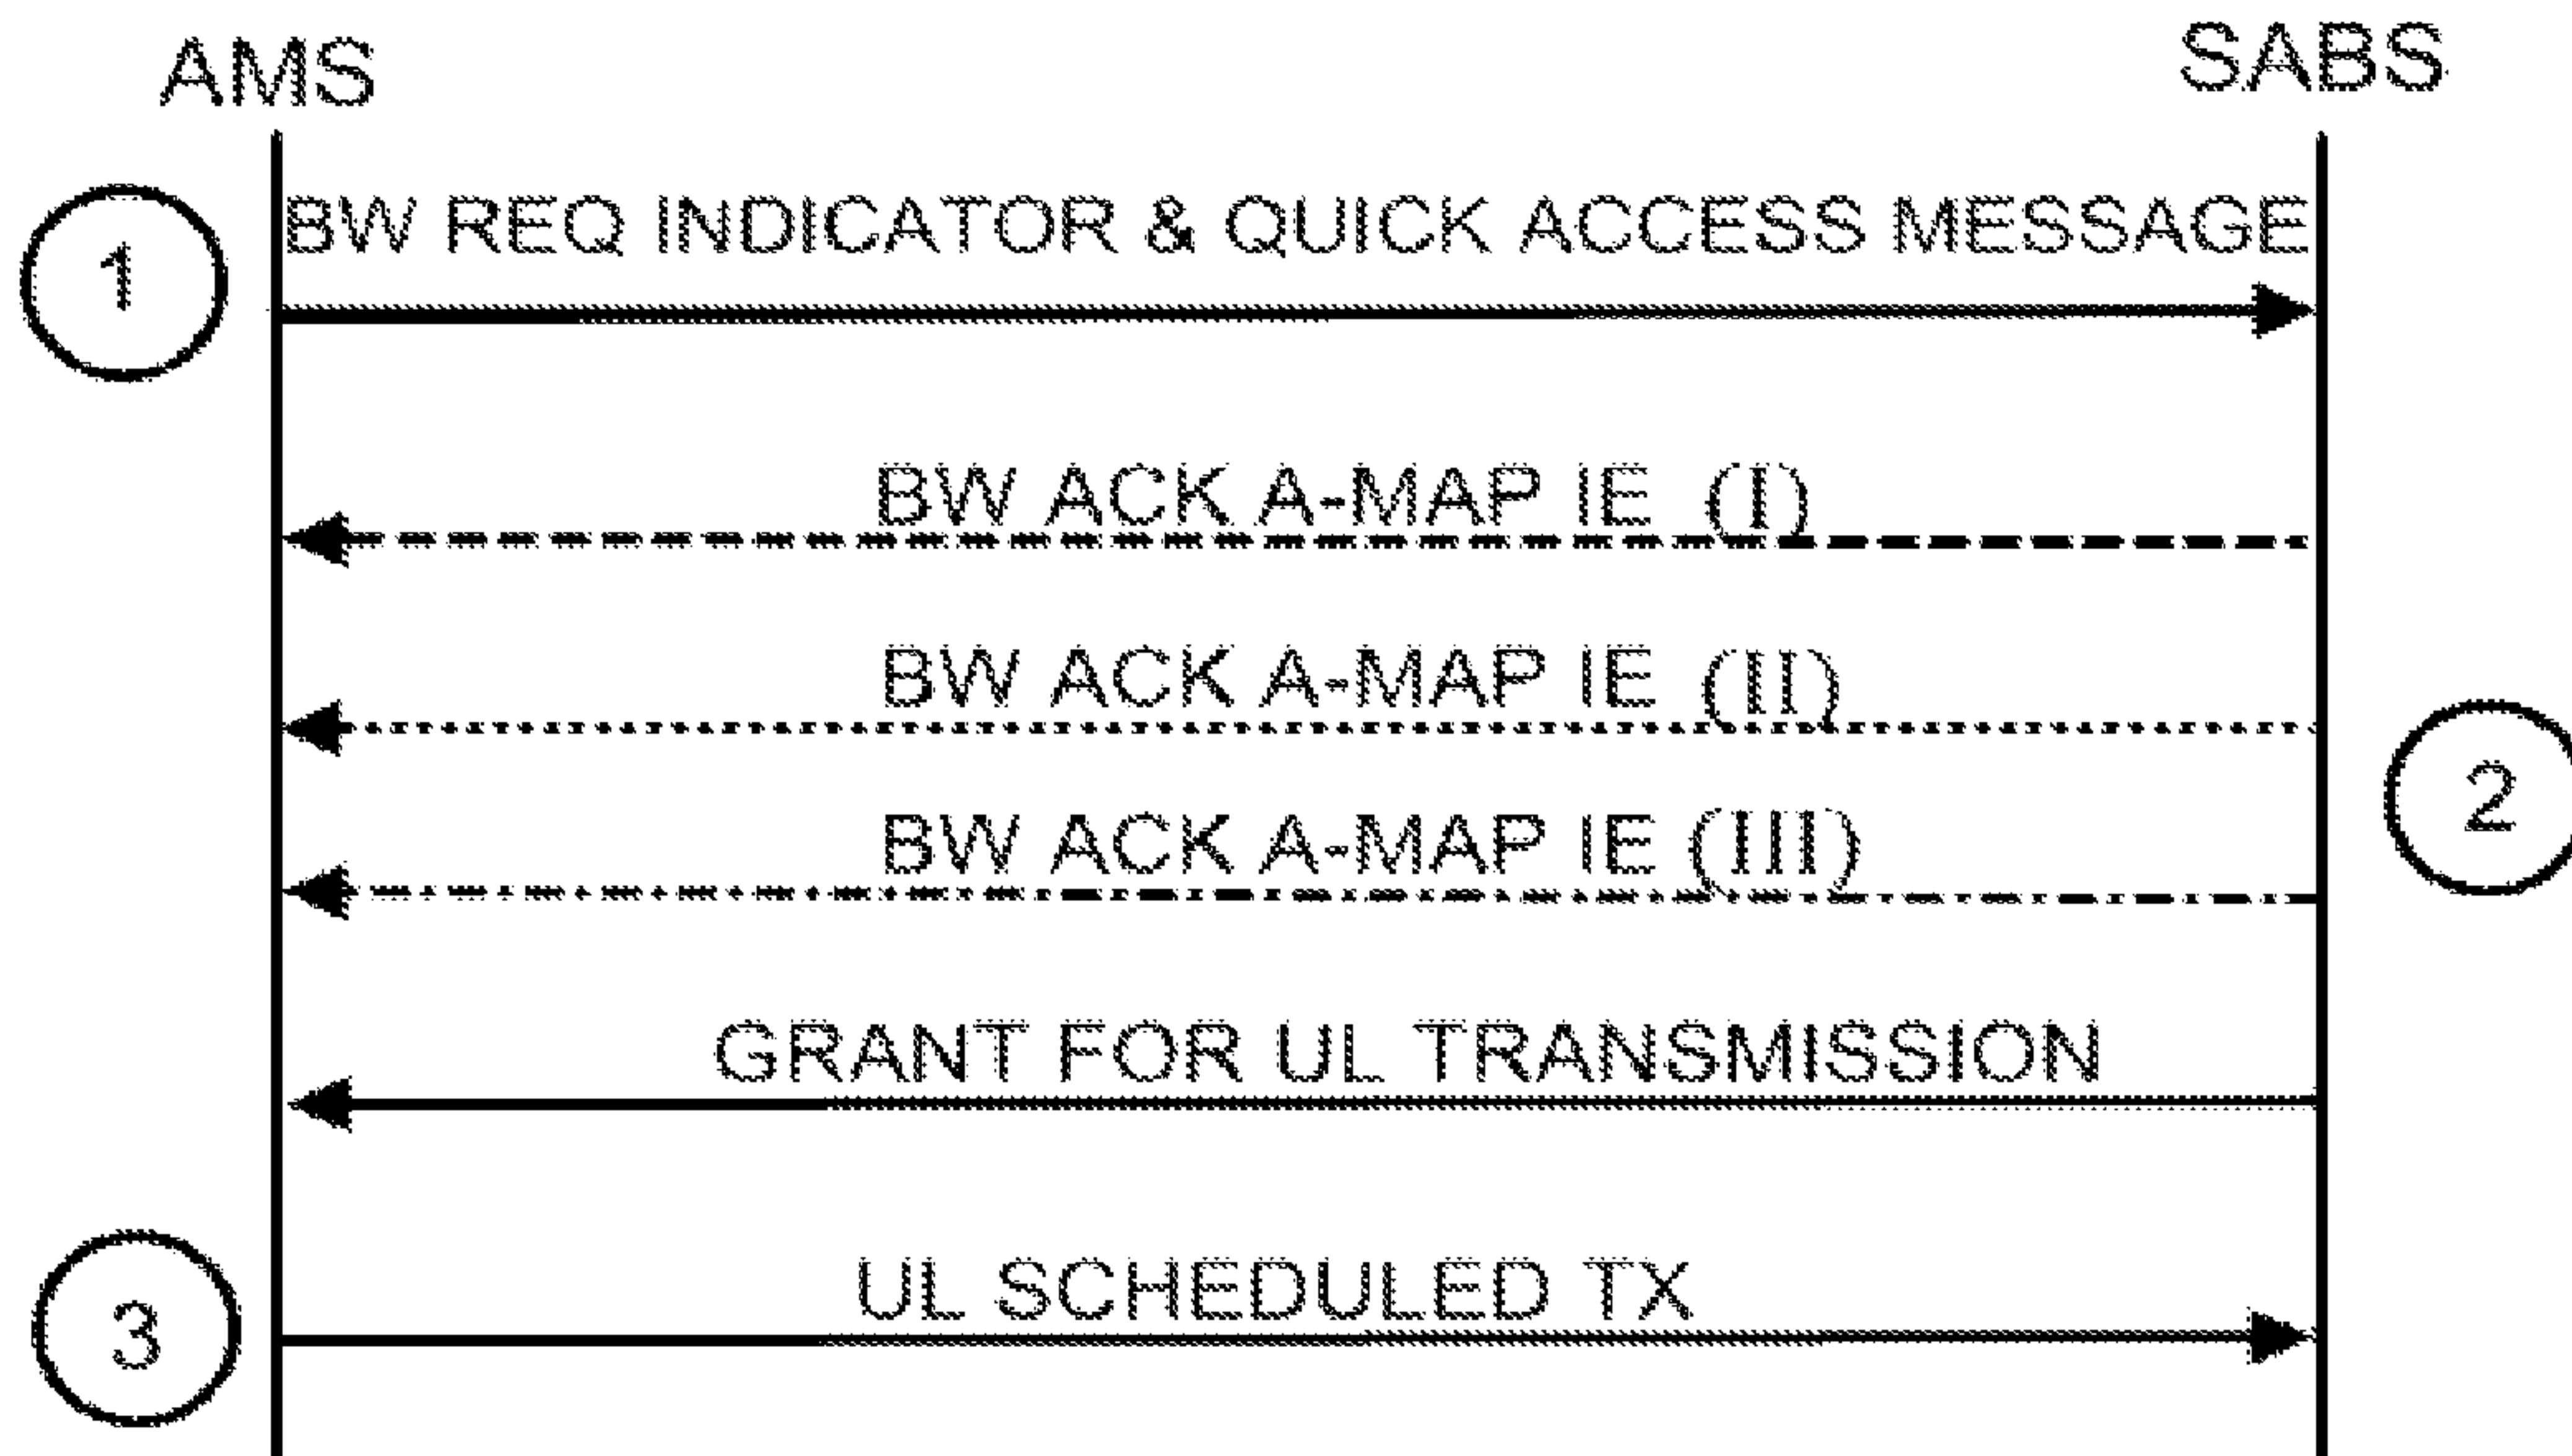 AMS SABS
1
BW REQ INDICATOR & QUICK ACCESS MESSAGE
BW ACK A-MAP IE (I)
BW ACK A-MAP IE (II)
2
BW ACK A-MAP IE (III)
GRANT FOR UL TRANSMISSION
3
UL SCHEDULED TX